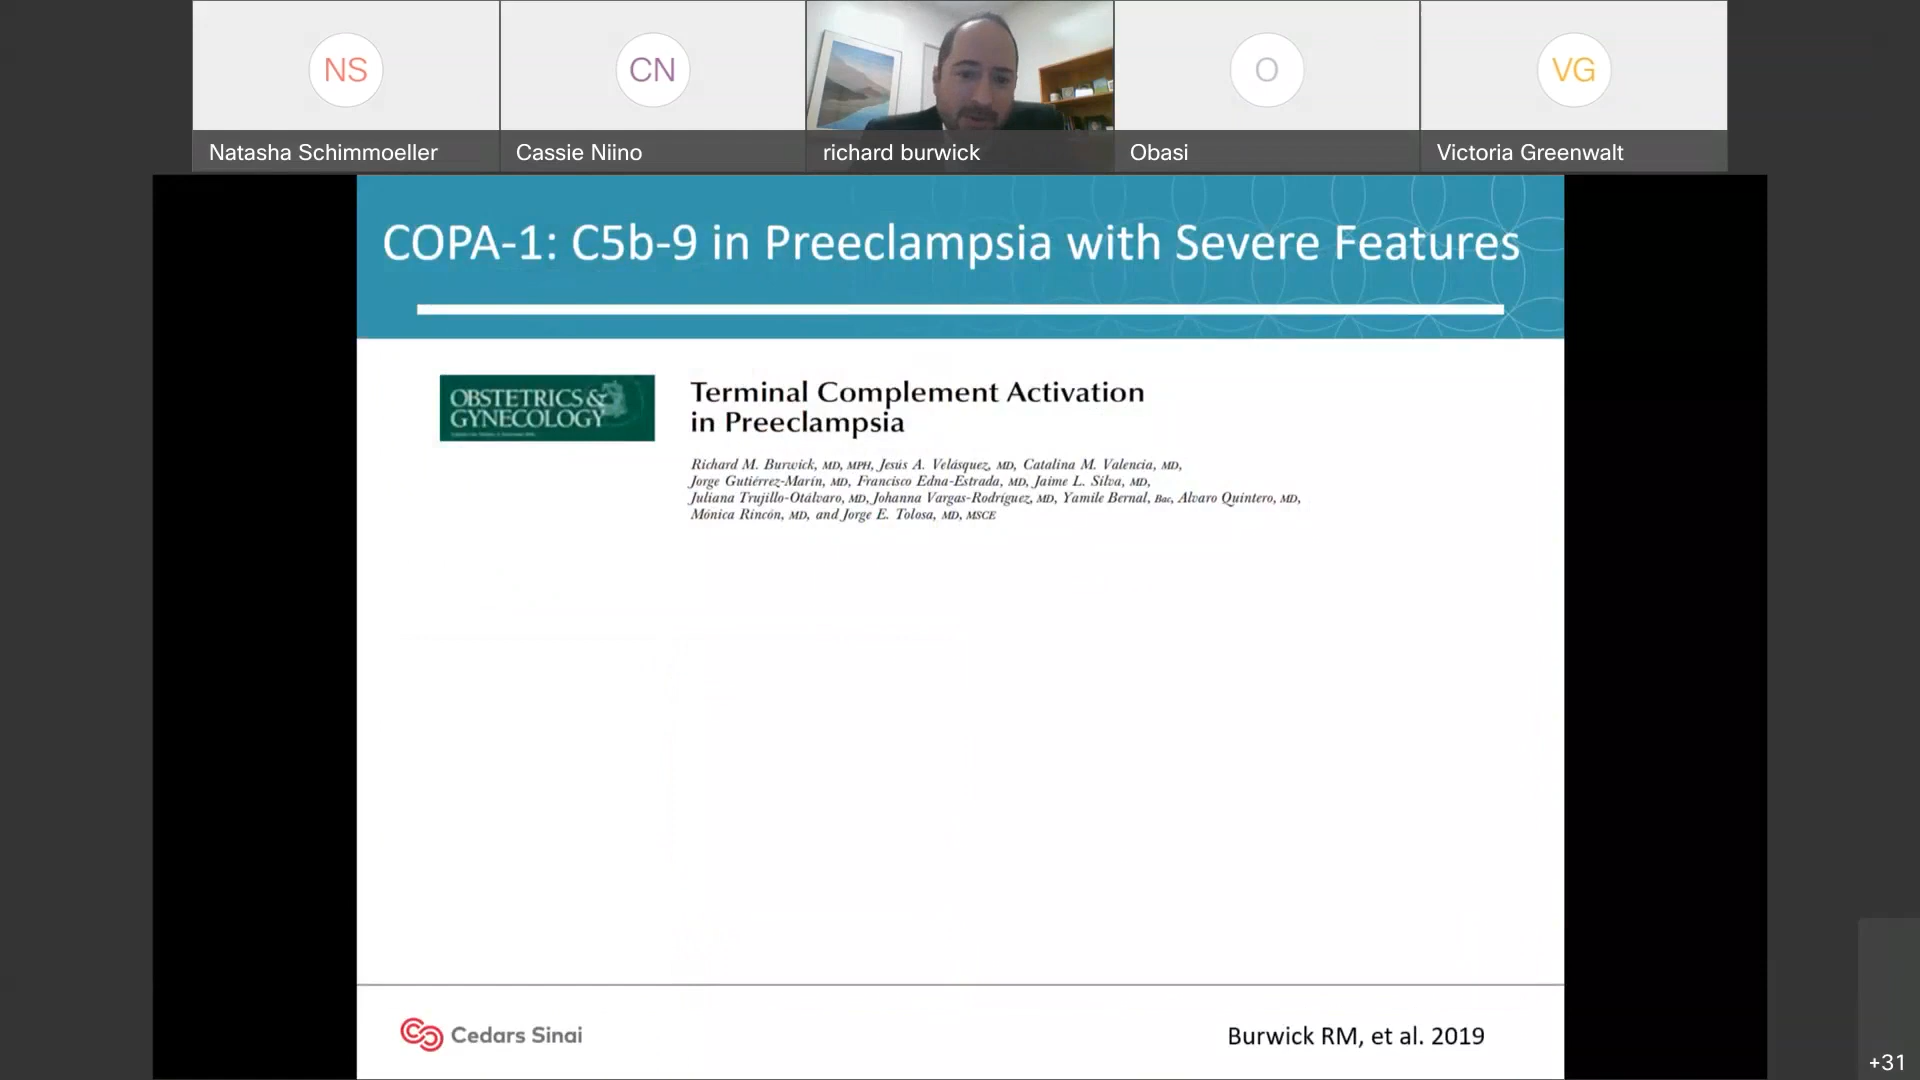 NS
CN
O
VG
Natasha Schimmoeller
Cassie Niino
richard burwick
Obasi
Victoria Greenwalt
COPA-1: C5b-9 in Preeclampsia with Severe Features
OBSTETRICS &
GYNECOLOGY
Terminal Complement Activation
in Preeclampsia
Richard M. Burwick, MD, MPH, Jesús A. Velásquez, MD, Catalina M. Valencia, MD,
Jorge Gutiérrez-Marín, MD, Francisco Edna-Estrada, MD, Jaime L. Silva, MD,
Juliana Trujillo-Otálvaro, MD, Johanna Vargas-Rodríguez, MD, Yamile Bernal, Bac, Alvaro Quintero, MD,
Mónica Rincón, MD, and Jorge E. Tolosa, MD, MSCE
Cedars Sinai
Burwick RM, et al. 2019
+31